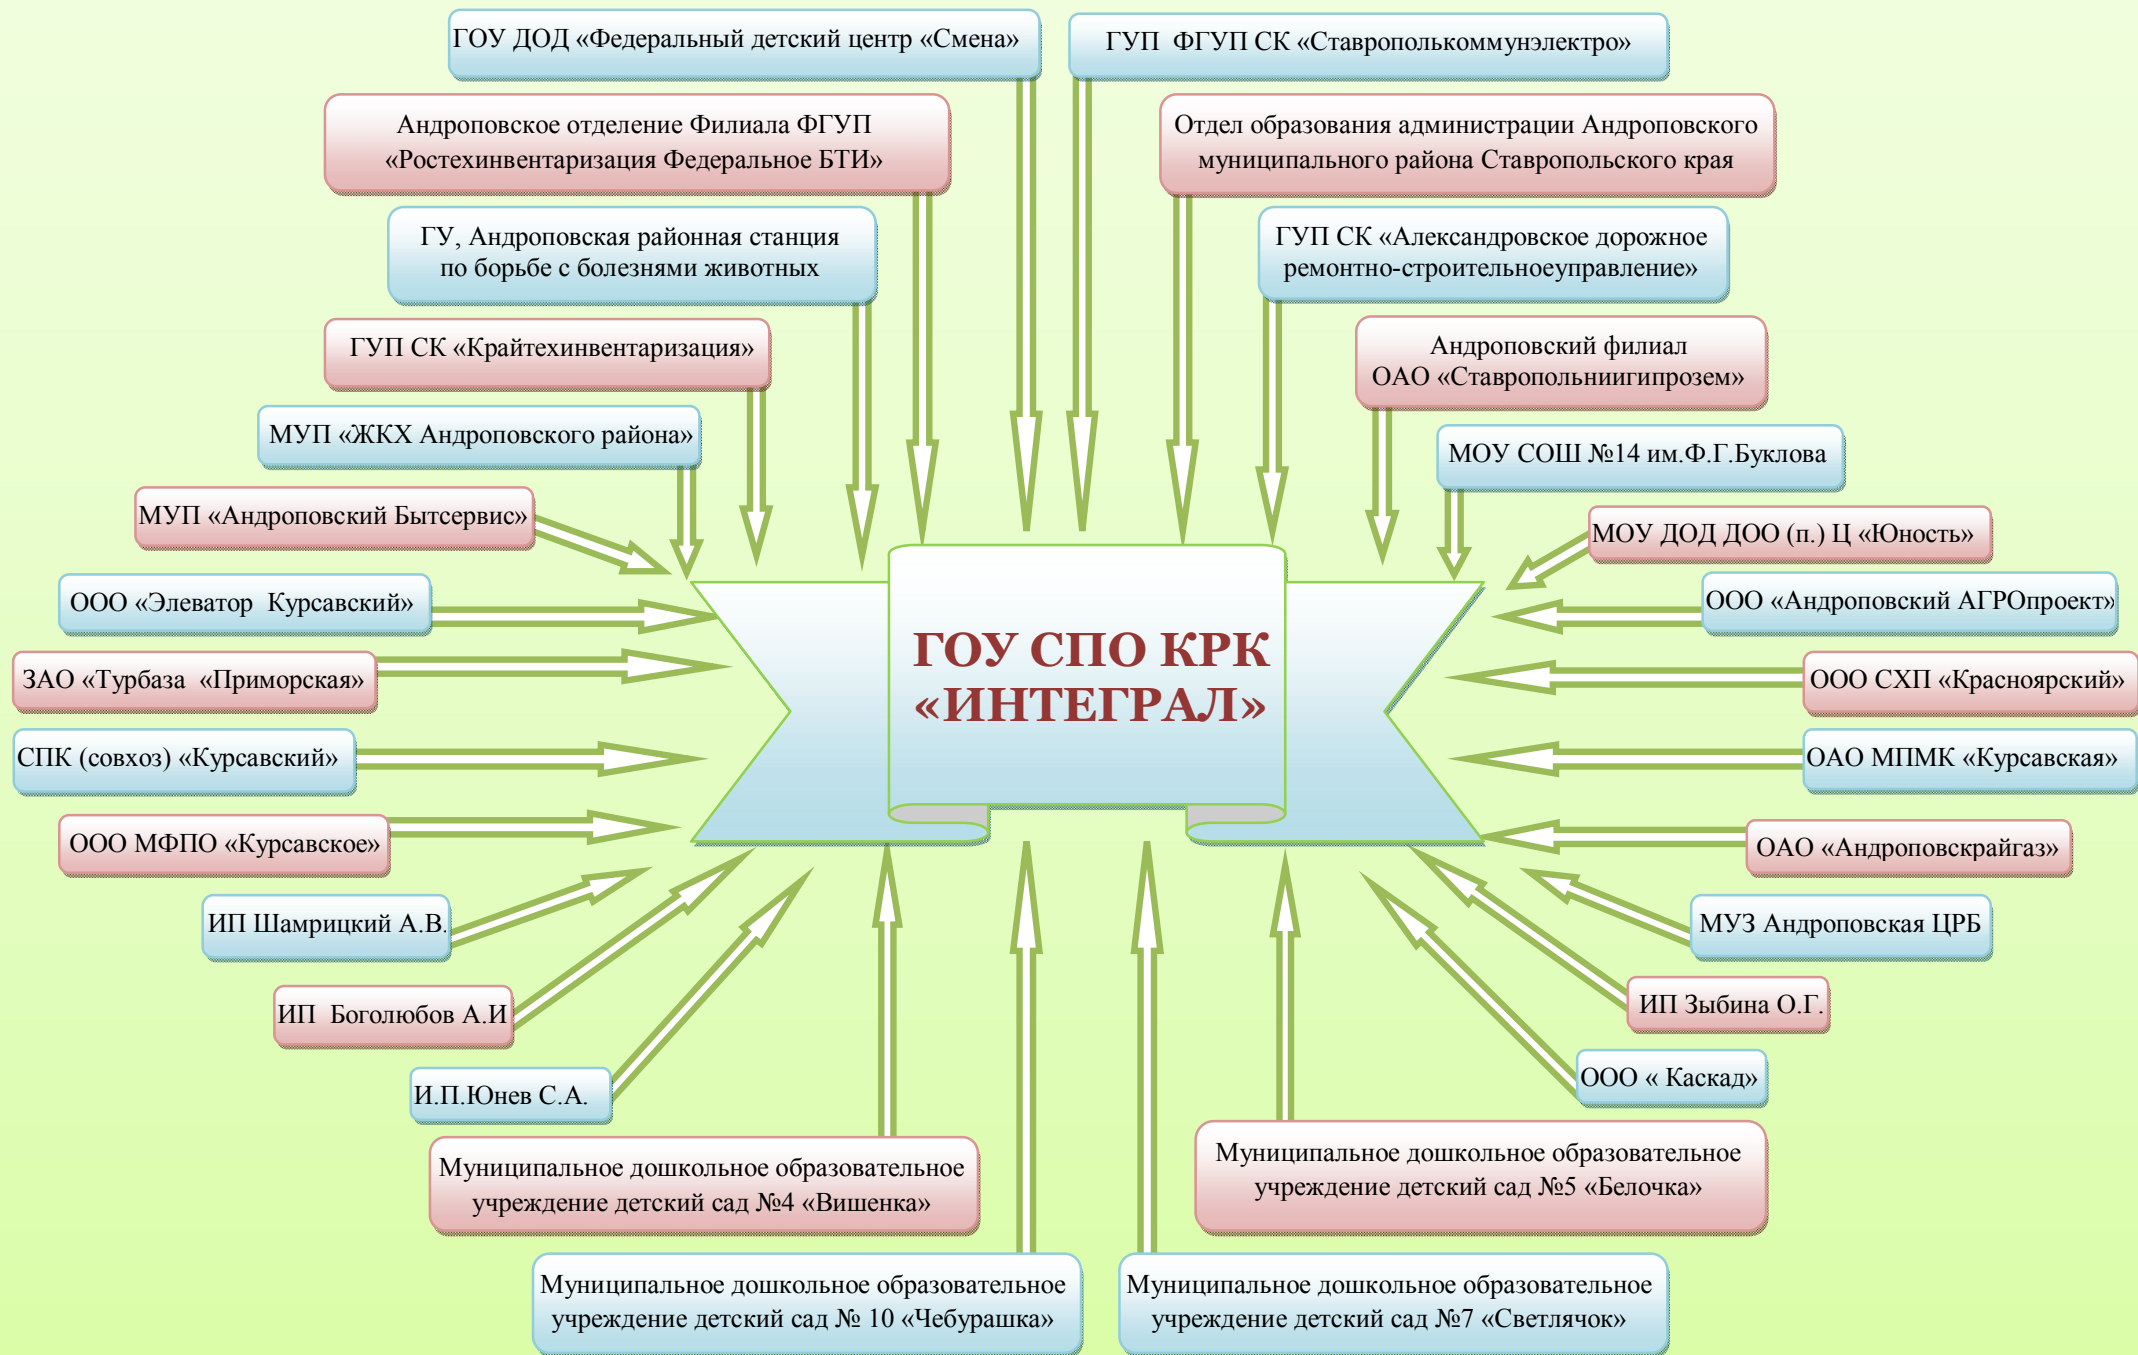 ГОУ ДОД «Федеральный детский центр «Смена»
ГУП  ФГУП СК «Ставрополькоммунэлектро»
Андроповское отделение Филиала ФГУП
«Ростехинвентаризация Федеральное БТИ»
Отдел образования администрации Андроповского
муниципального района Ставропольского края
ГУ, Андроповская районная станция
по борьбе с болезнями животных
ГУП СК «Александровское дорожное
ремонтно-строительноеуправление»
ГУП СК «Крайтехинвентаризация»
Андроповский филиал
ОАО «Ставропольниигипрозем»
МУП «ЖКХ Андроповского района»
МОУ СОШ №14 им.Ф.Г.Буклова
МУП «Андроповский Бытсервис»
МОУ ДОД ДОО (п.) Ц «Юность»
ООО «Элеватор  Курсавский»
ООО «Андроповский АГРОпроект»
ГОУ СПО КРК
«ИНТЕГРАЛ»
ЗАО «Турбаза  «Приморская»
ООО СХП «Красноярский»
СПК (совхоз) «Курсавский»
ОАО МПМК «Курсавская»
ООО МФПО «Курсавское»
ОАО «Андроповскрайгаз»
ИП Шамрицкий А.В.
МУЗ Андроповская ЦРБ
ИП  Боголюбов А.И
ИП Зыбина О.Г.
И.П.Юнев С.А.
ООО « Каскад»
Муниципальное дошкольное образовательное
учреждение детский сад №4 «Вишенка»
Муниципальное дошкольное образовательное
учреждение детский сад №5 «Белочка»
Муниципальное дошкольное образовательное
учреждение детский сад № 10 «Чебурашка»
Муниципальное дошкольное образовательное
учреждение детский сад №7 «Светлячок»